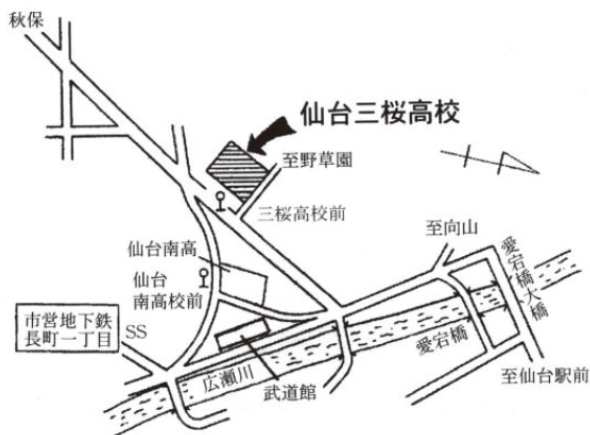 秋保
仙台三桜高校
至野草園
三桜高校前
至向山
愛宕大橋
仙台南高
仙台
南高校前
市営地下鉄
長町一丁目
SS
愛宕橋
広瀬川
武道館
至仙台駅前